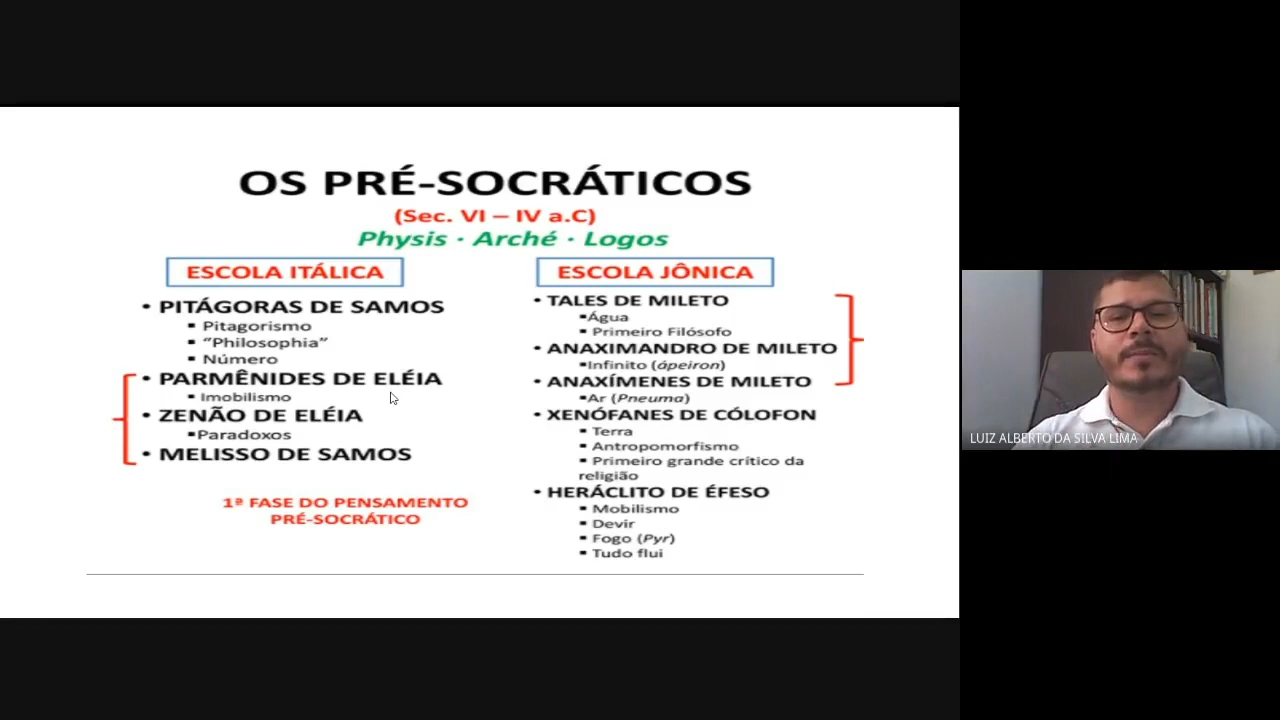 OS PRÉ-SOCRÁTICOS
(Sec. VI – IV a.C)
Physis · Arché · Logos
ESCOLA ITÁLICA
• PITÁGORAS DE SAMOS
▪ Pitagorismo
▪ “Philosophia”
▪ Número
• PARMÊNIDES DE ELÉIA
▪ Imobilismo
• ZENÃO DE ELÉIA
▪Paradoxos
• MELISSO DE SAMOS
1ª FASE DO PENSAMENTO
PRÉ-SOCRÁTICO
ESCOLA JÔNICA
• TALES DE MILETO
▪Água
▪ Primeiro Filósofo
• ANAXIMANDRO DE MILETO
▪Infinito (ápeiron)
• ANAXÍMENES DE MILETO
▪Ar (Pneuma)
• XENÓFANES DE CÓLOFON
▪ Terra
▪ Antropomorfismo
▪ Primeiro grande crítico da
religião
• HERÁCLITO DE ÉFESO
▪ Mobilismo
▪ Devir
▪ Fogo (Pyr)
▪ Tudo flui
LUIZ ALBERTO DA SILVA LIMA